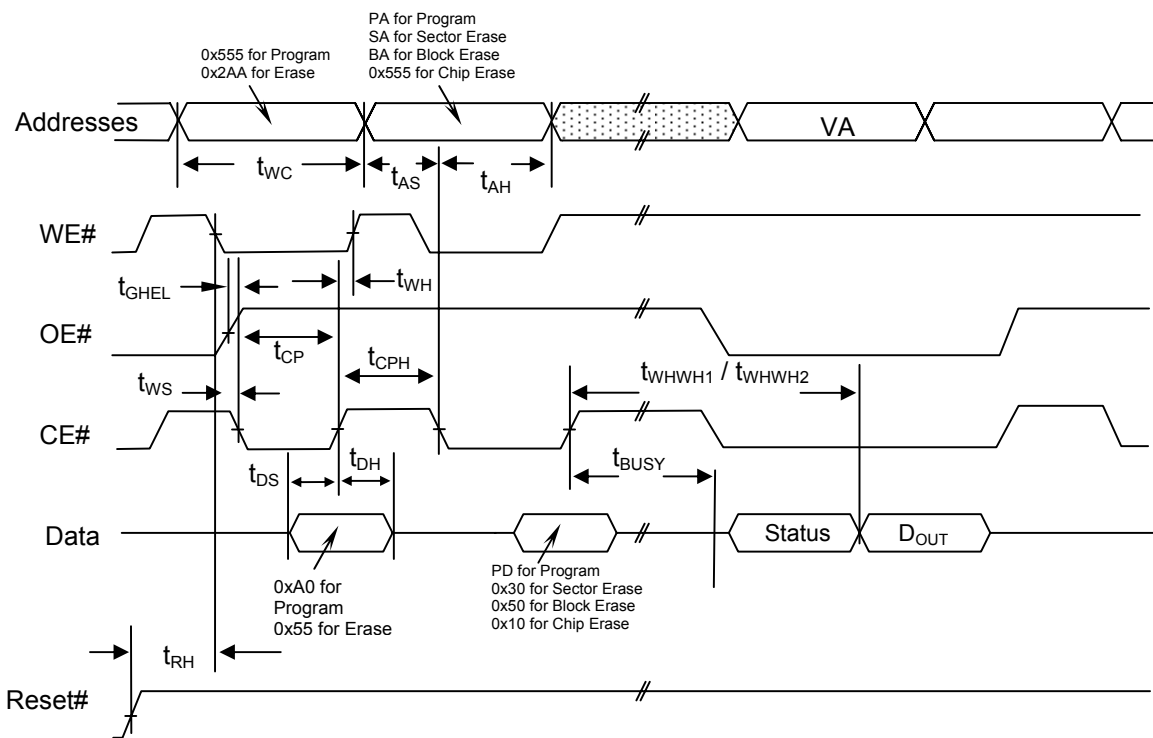 PA for Program
SA for Sector Erase
BA for Block Erase
0x555 for Chip Erase
0x555 for Program
0x2AA for Erase
Addresses
VA
tWC
tAS
tAH
WE#
tGHEL
tWH
OE#
tCP
tCPH
tWHWH1 / tWHWH2
tWS
CE#
tDS
tDH
tBUSY
Data
Status
DOUT
0xA0 for
Program
0x55 for Erase
PD for Program
0x30 for Sector Erase
0x50 for Block Erase
0x10 for Chip Erase
tRH
Reset#